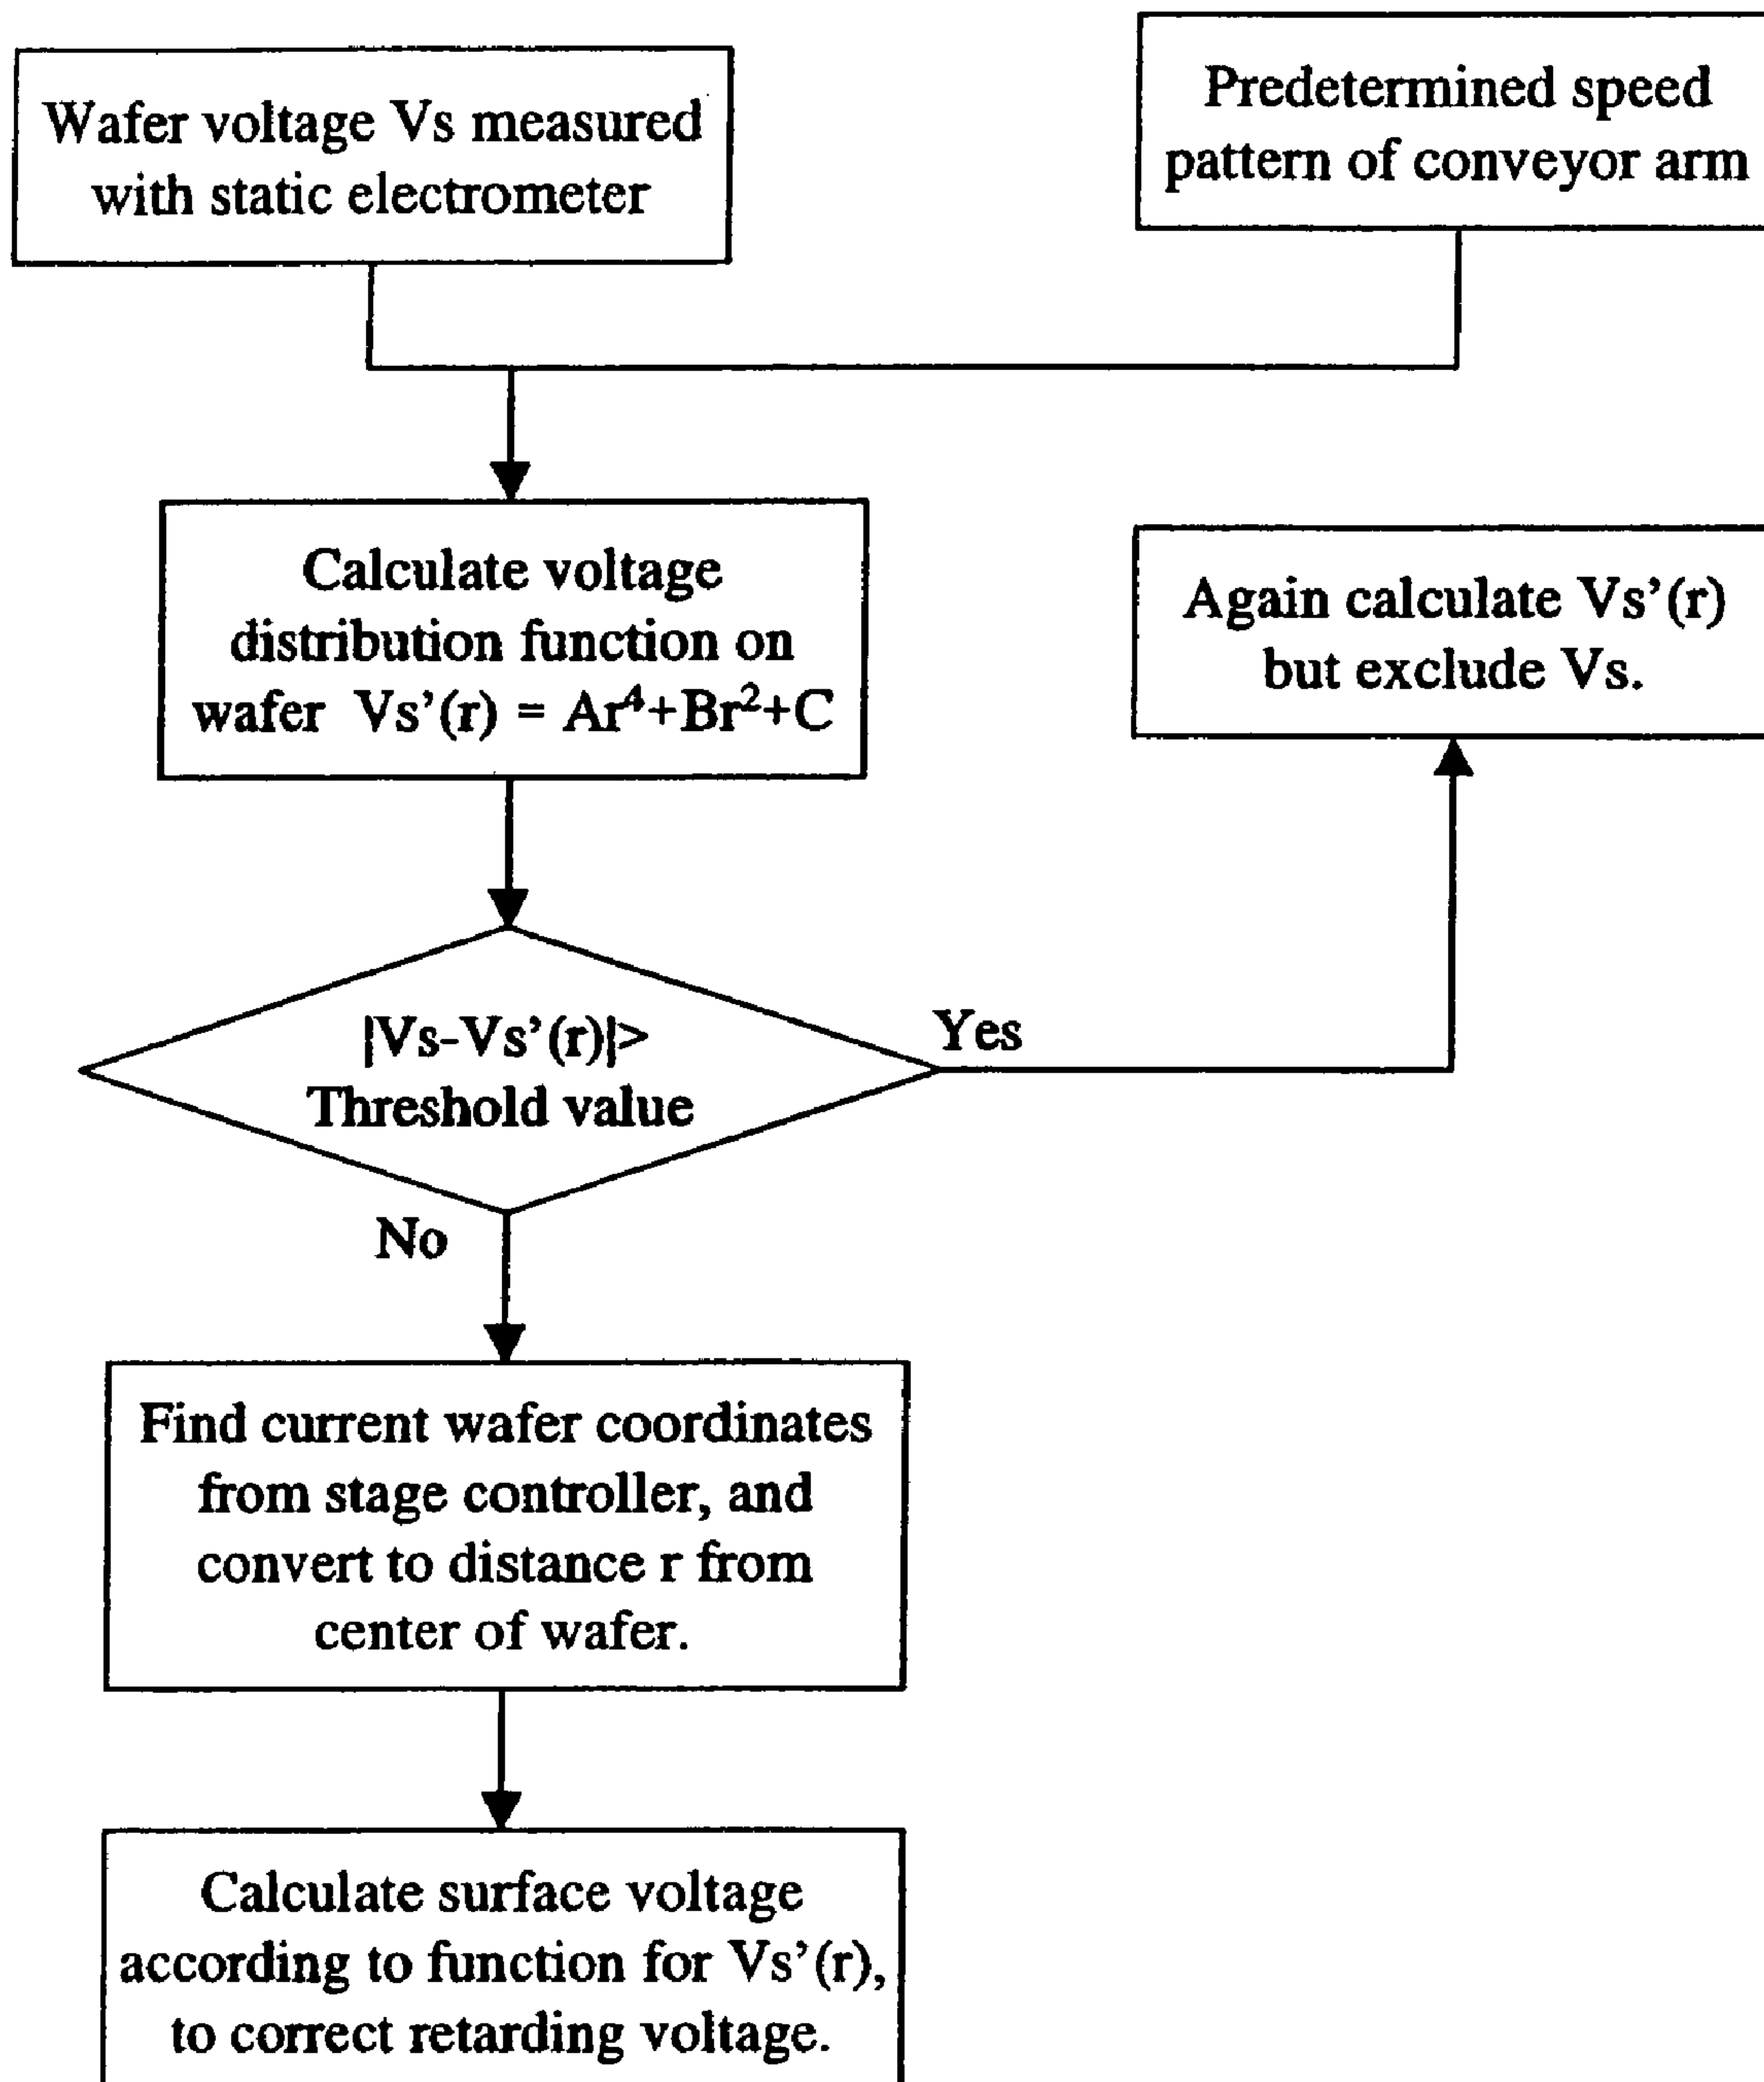 Wafer voltage Vs measured
with static electrometer
Predetermined speed
pattern of conveyor arm
Calculate voltage
distribution function on
wafer Vs’(r) = Ar⁴+Br²+C
Again calculate Vs’(r)
but exclude Vs.
|Vs-Vs’(r)|>
Threshold value
Yes
No
Find current wafer coordinates
from stage controller, and
convert to distance r from
center of wafer.
Calculate surface voltage
according to function for Vs’(r),
to correct retarding voltage.